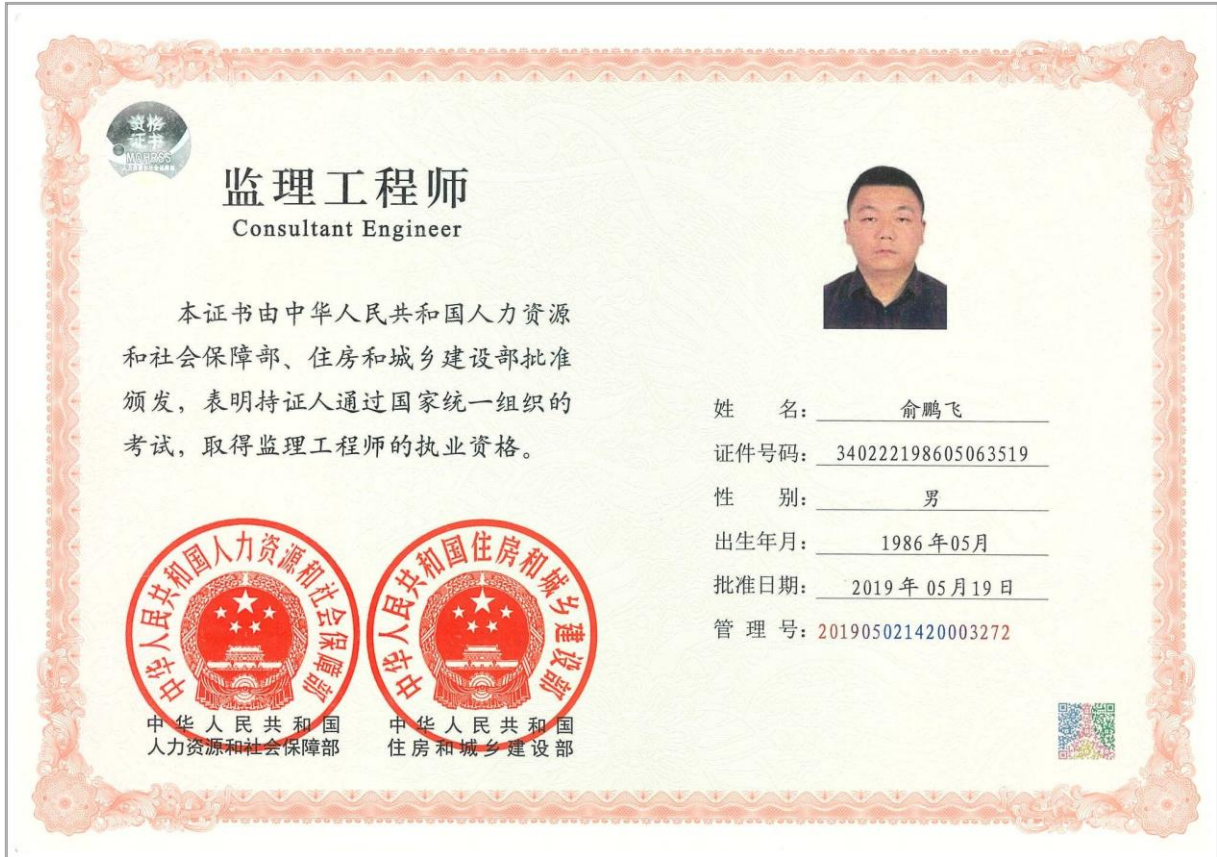 资格
证书
MOHRSS
监理工程师
Consultant Engineer
本证书由中华人民共和国人力资源
和社会保障部、住房和城乡建设部批准
颁发，表明持证人通过国家统一组织的
考试，取得监理工程师的执业资格。
中华人民共和国人力资源和社会保障部
中华人民共和国住房和城乡建设部
中华人民共和国
人力资源和社会保障部
中华人民共和国
住房和城乡建设部
姓 名：俞鹏飞
证件号码：340222198605063519
性 别：男
出生年月：1986年05月
批准日期：2019年05月19日
管 理 号：201905021420003272